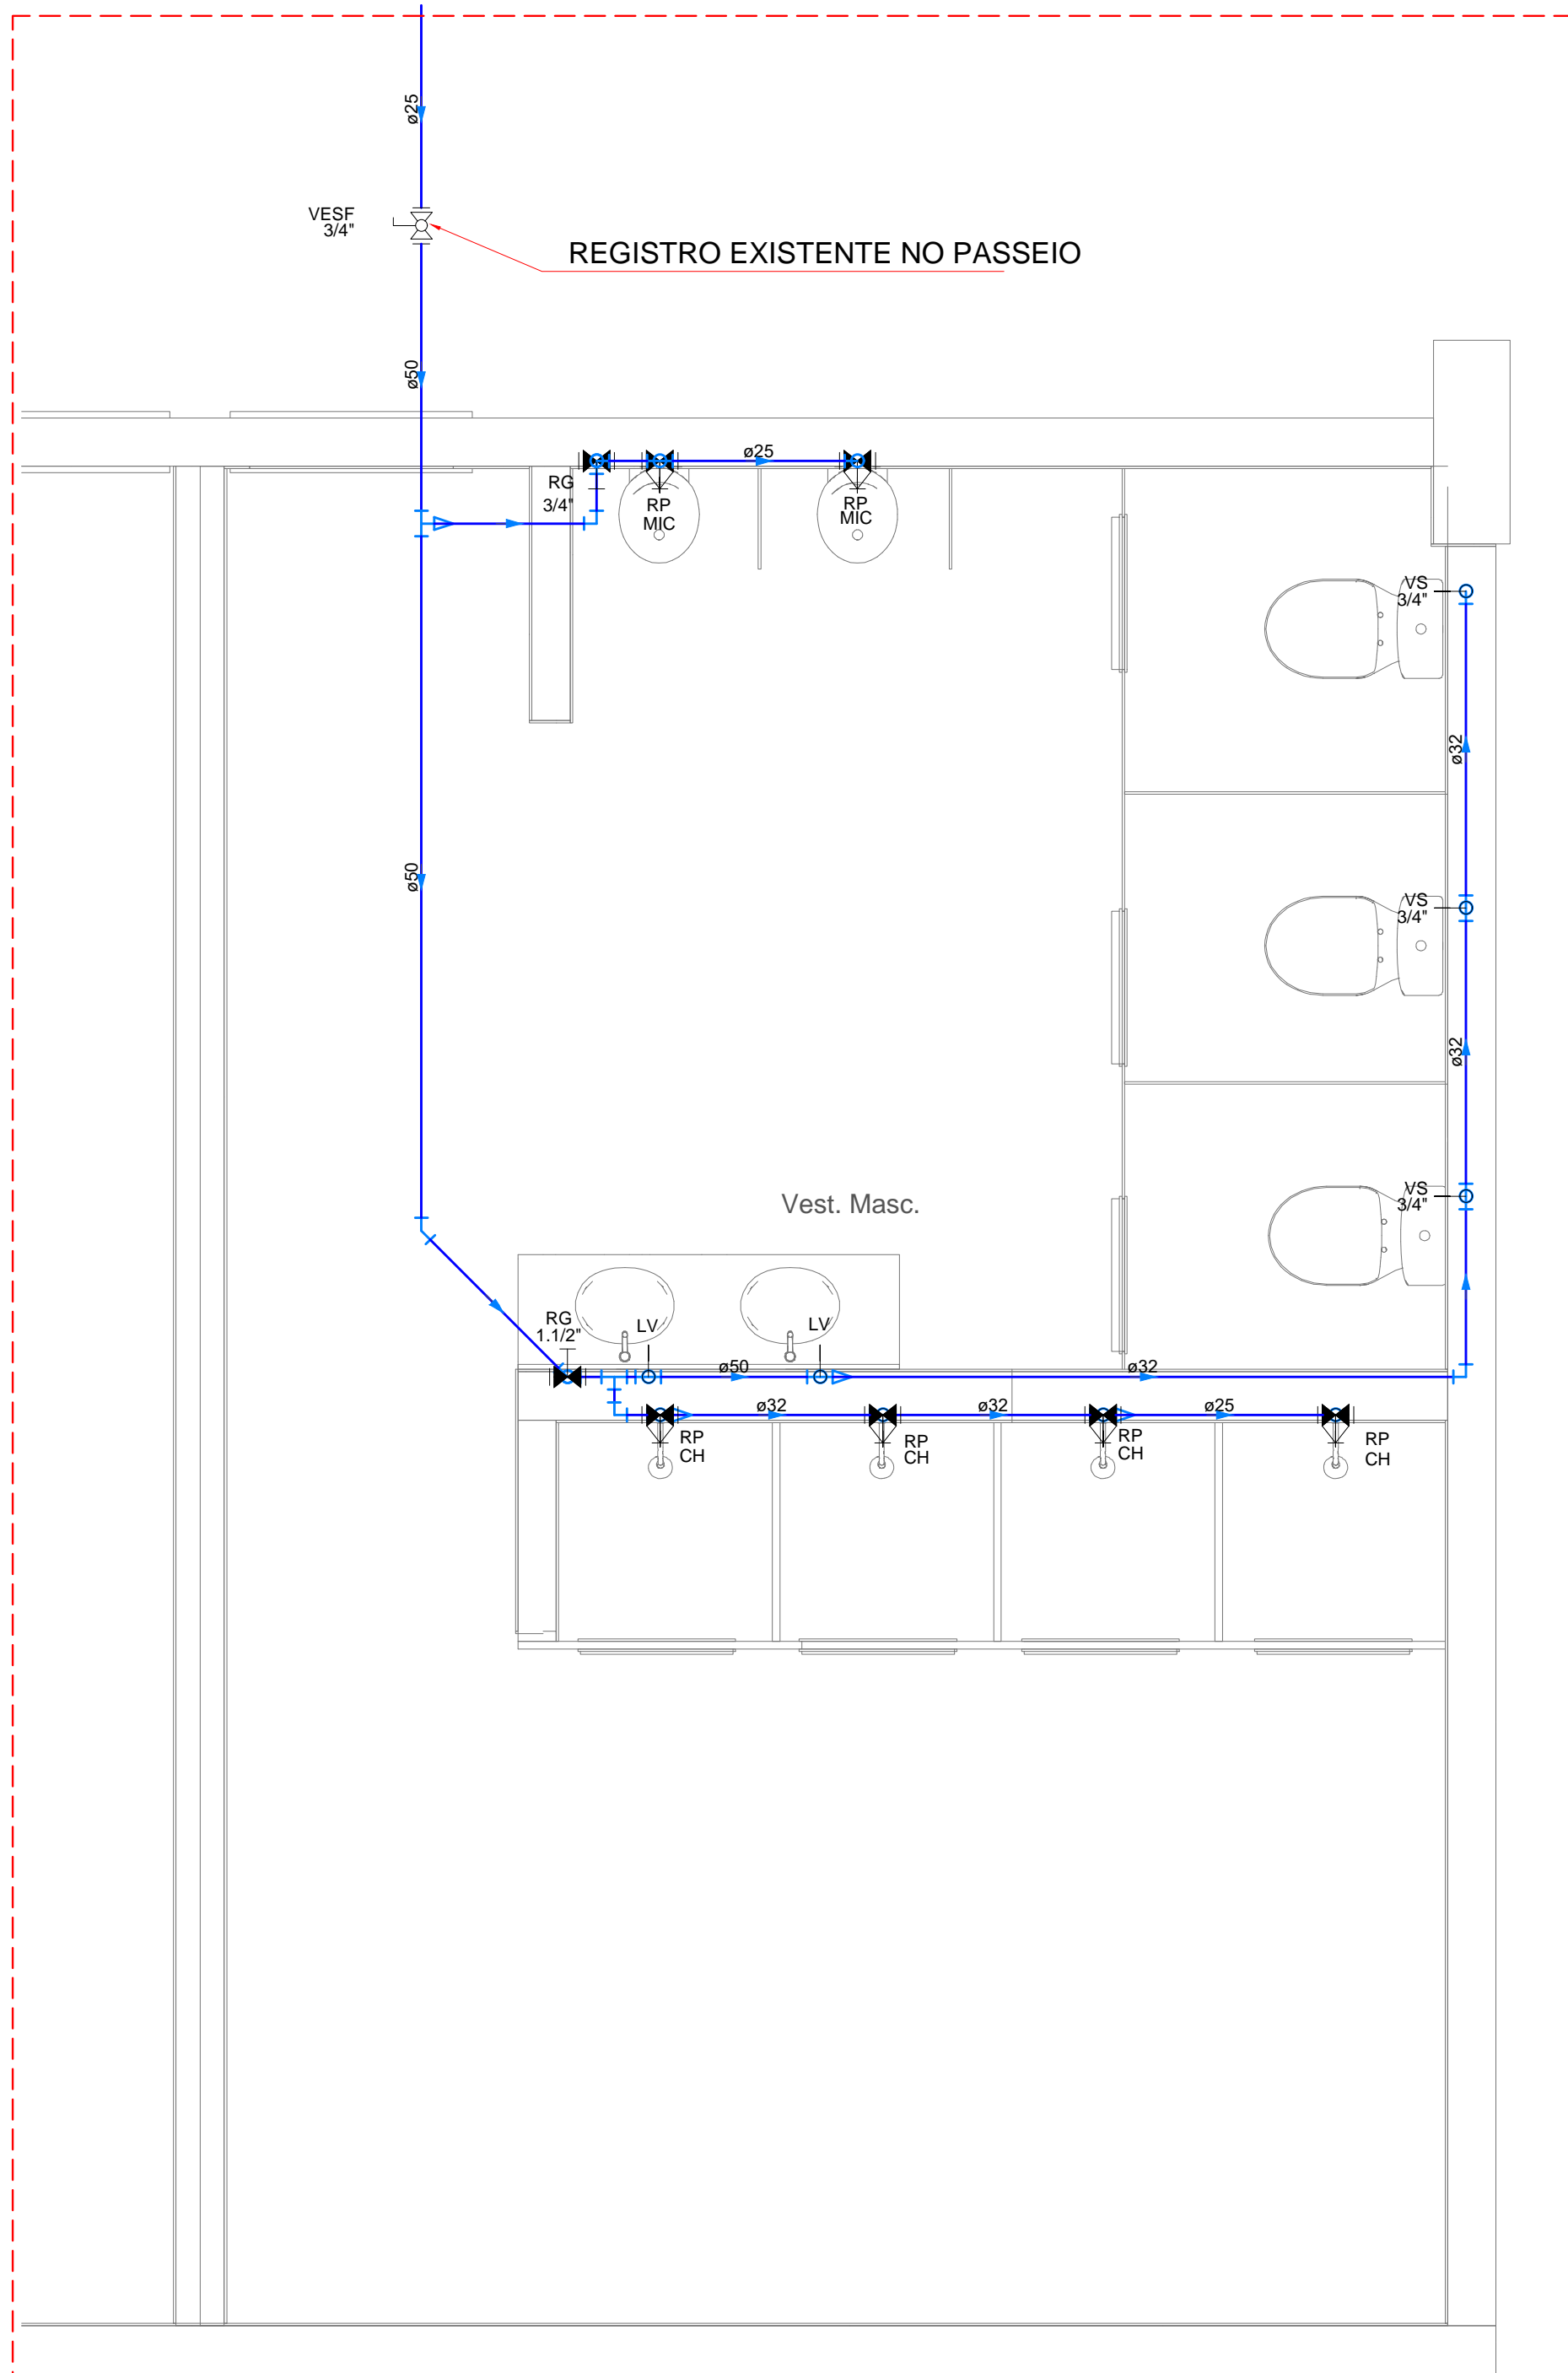 ø25
VESF
3/4"
REGISTRO EXISTENTE NO PASSEIO
ø50
ø25
RG
3/4"
RP
MIC
RP
MIC
VS
3/4"
ø32
ø50
VS
3/4"
ø32
VS
3/4"
Vest. Masc.
RG
1.1/2"
LV
LV
ø50
ø32
ø32
ø32
ø25
RP
CH
RP
CH
RP
CH
RP
CH